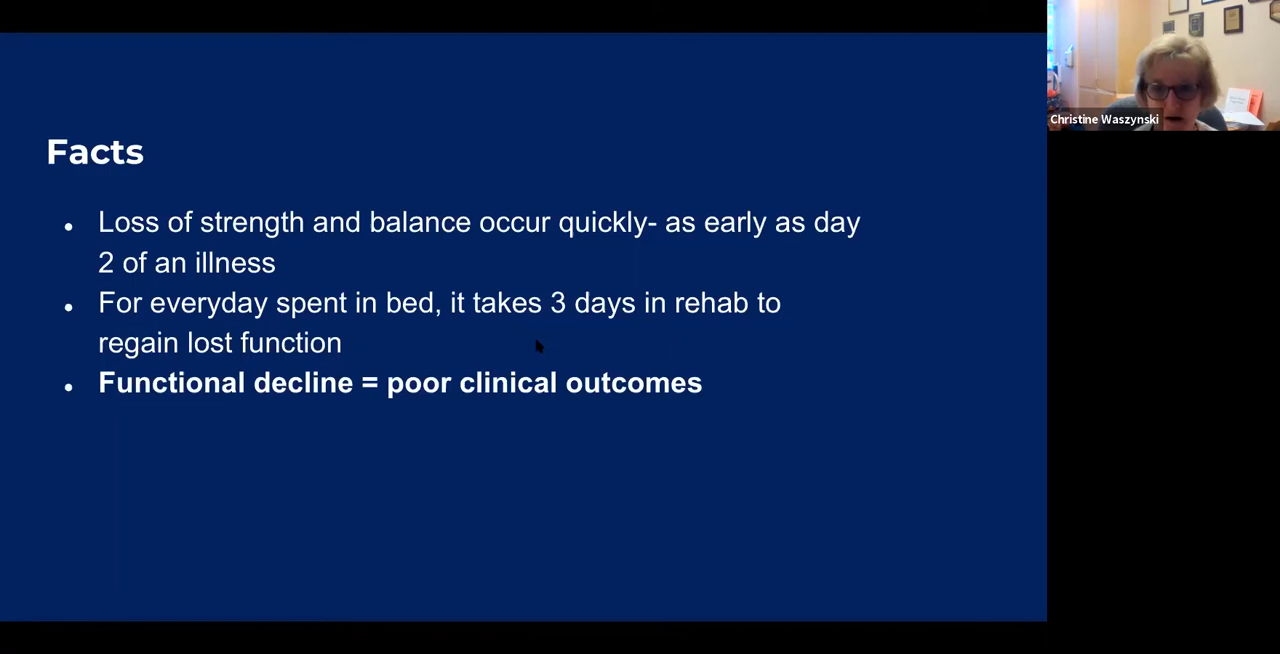 Facts
• Loss of strength and balance occur quickly- as early as day
2 of an illness
• For everyday spent in bed, it takes 3 days in rehab to
regain lost function
• Functional decline = poor clinical outcomes
Christine Waszynski